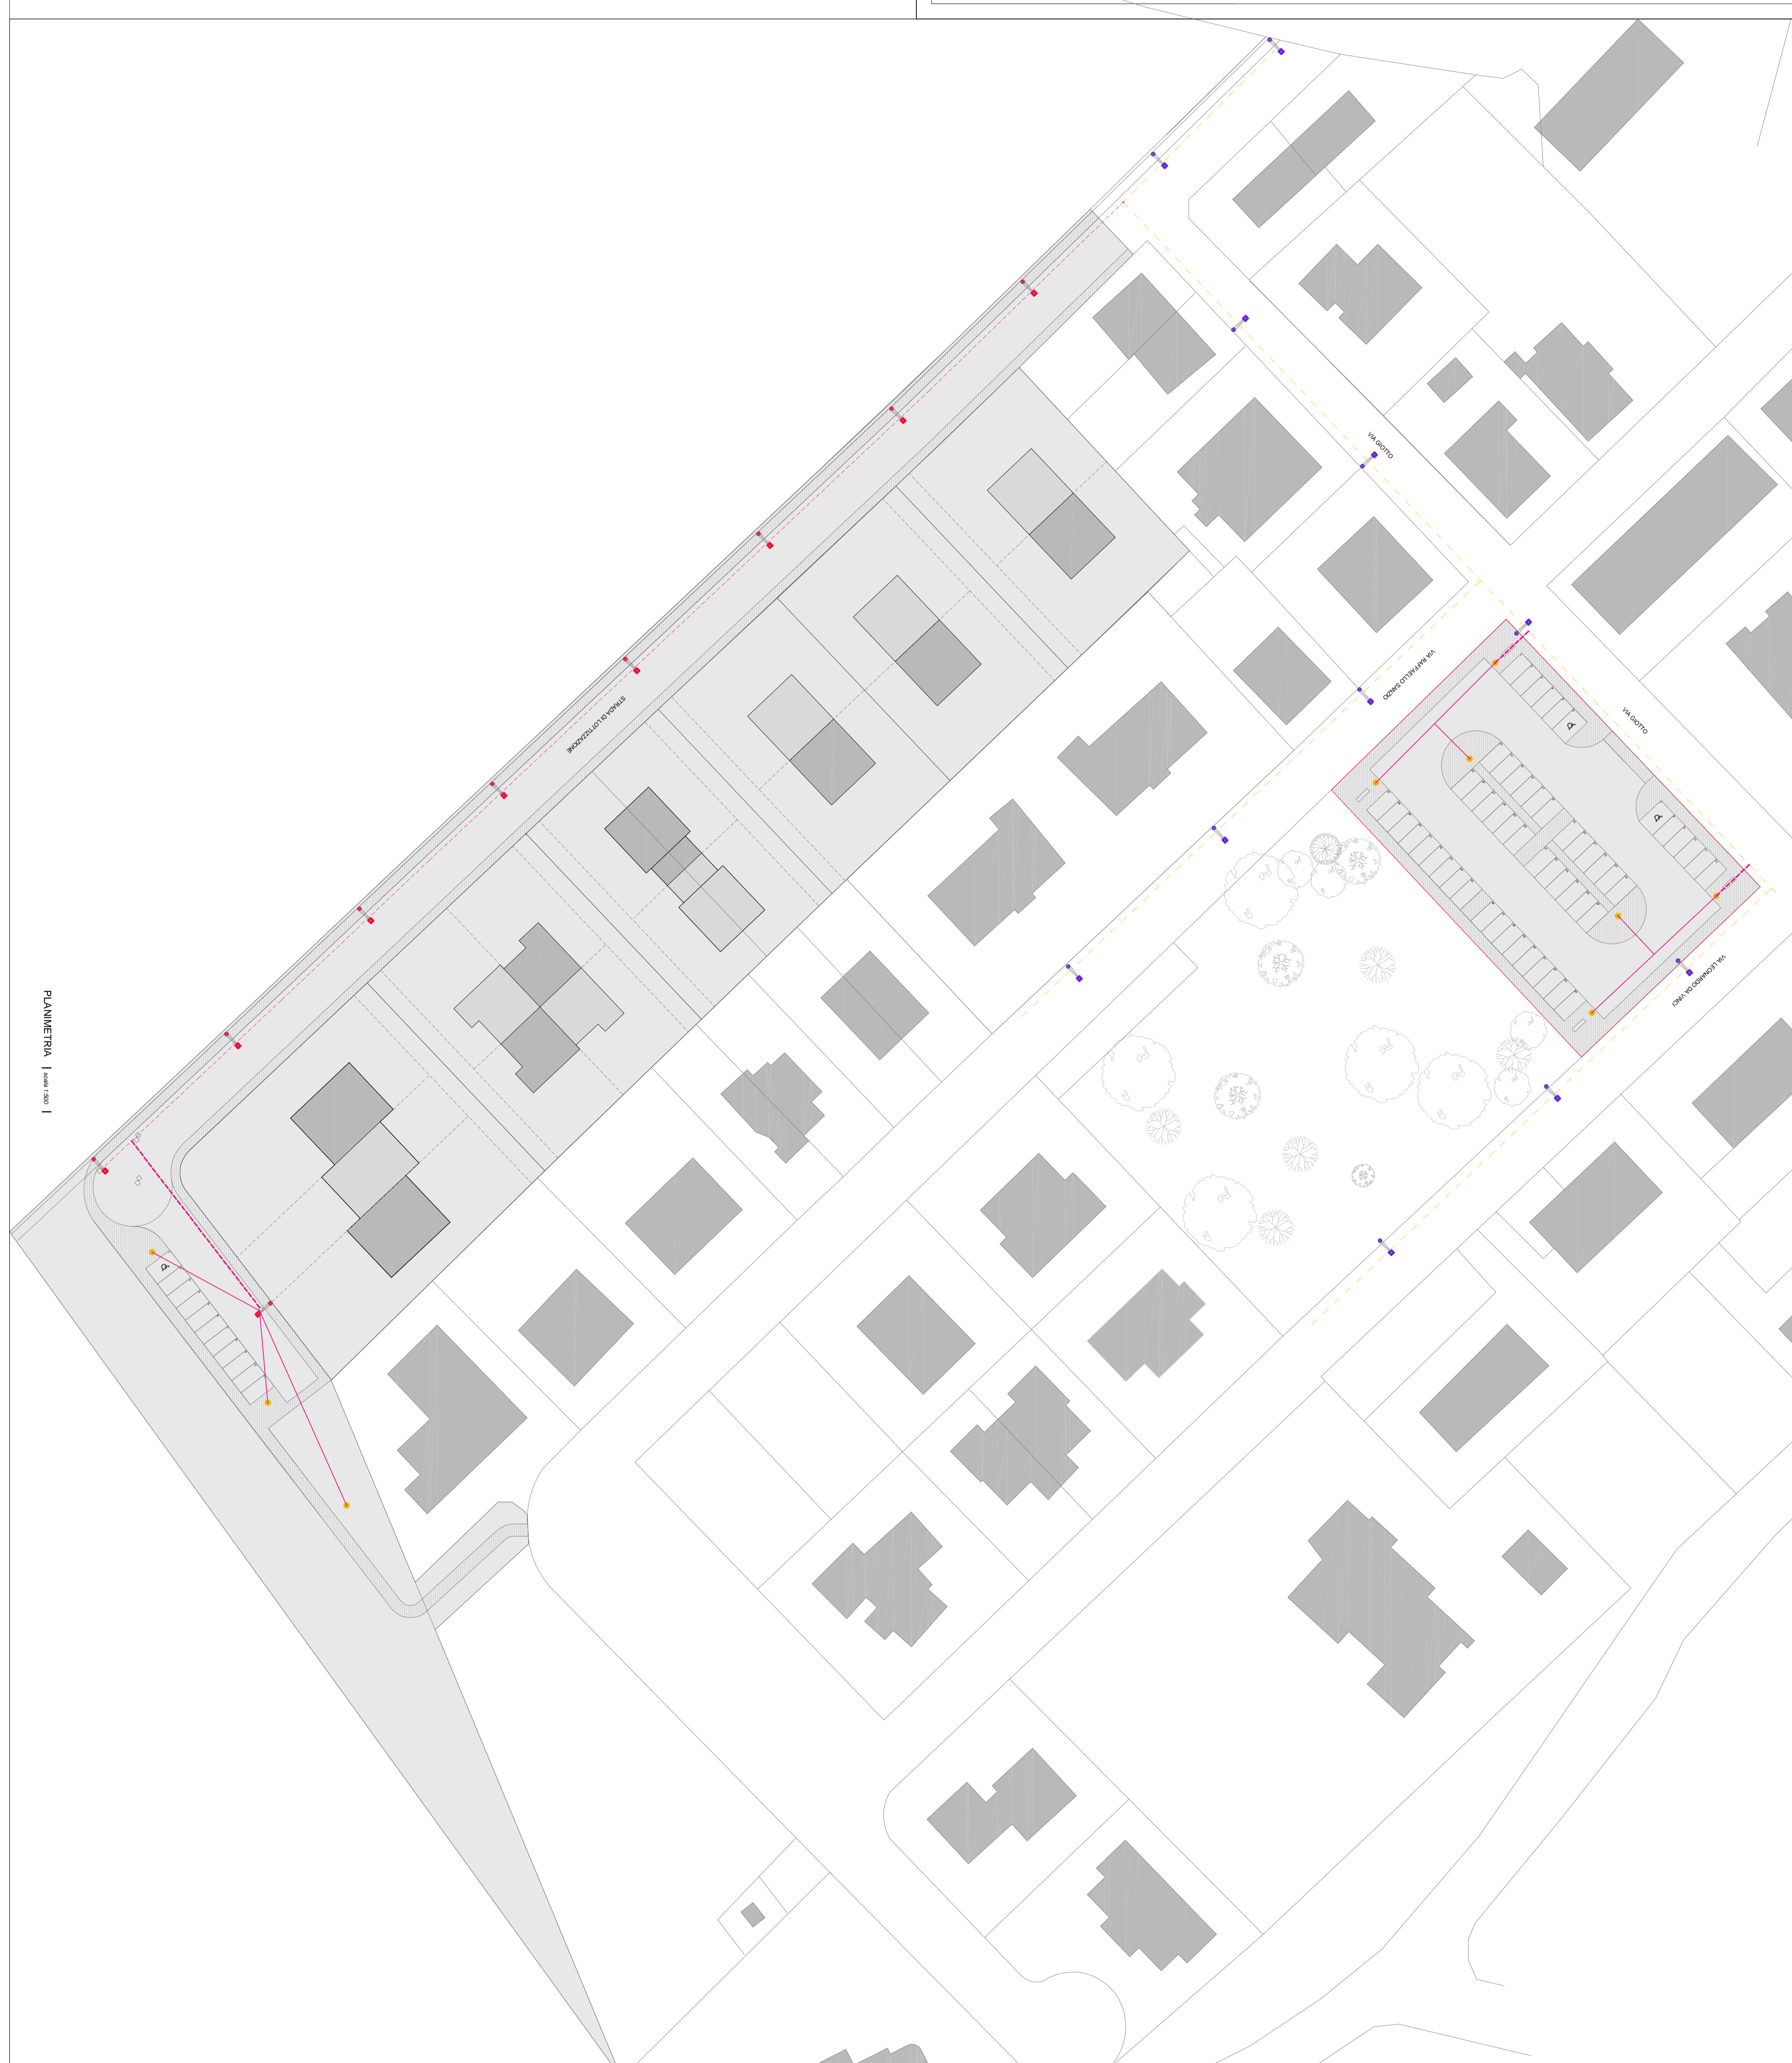 VIA GIOTTO
VIA RAFFAELLO SANZIO
VIA GIOTTO
STRADA DI LOTTIZZAZIONE
VIA LEONARDO DA VINCI
PLANIMETRIA | scala 1:500 |